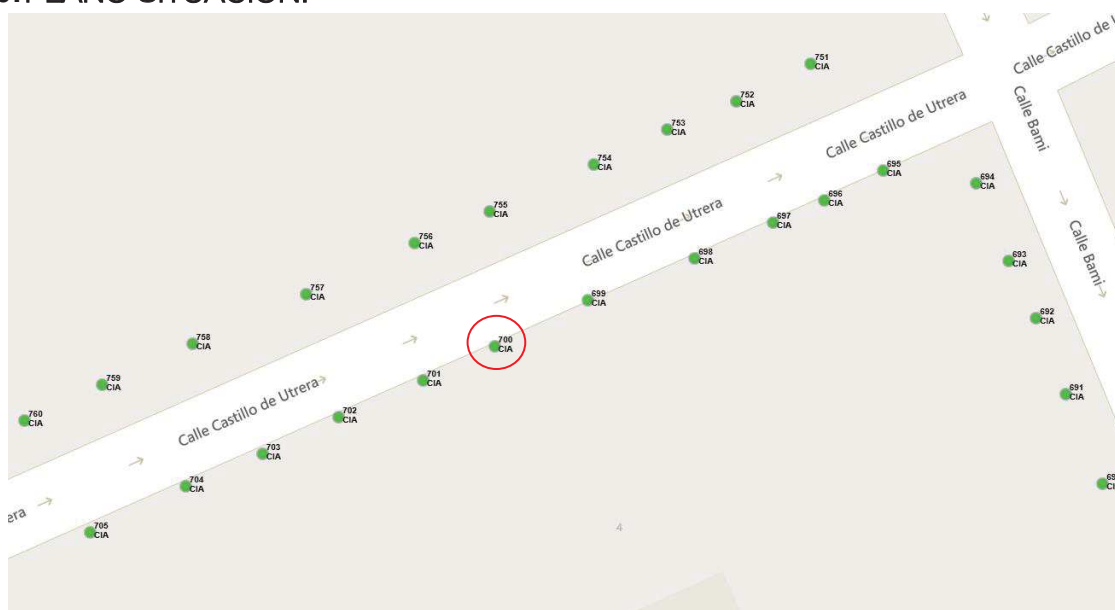 PLANO SITUACIÓN.
751
CIA
Calle Castillo de
752
CIA
Calle Bami
Calle Castillo de Utrera
753
CIA
754
CIA
695
CIA
694
CIA
696
CIA
755
CIA
Calle Castillo de Utrera
697
CIA
756
CIA
Calle Bami
698
CIA
693
CIA
757
CIA
699
CIA
692
CIA
758
CIA
700
CIA
759
CIA
701
CIA
691
CIA
760
CIA
Calle Castillo de Utrera
702
CIA
703
CIA
704
CIA
705
CIA
4